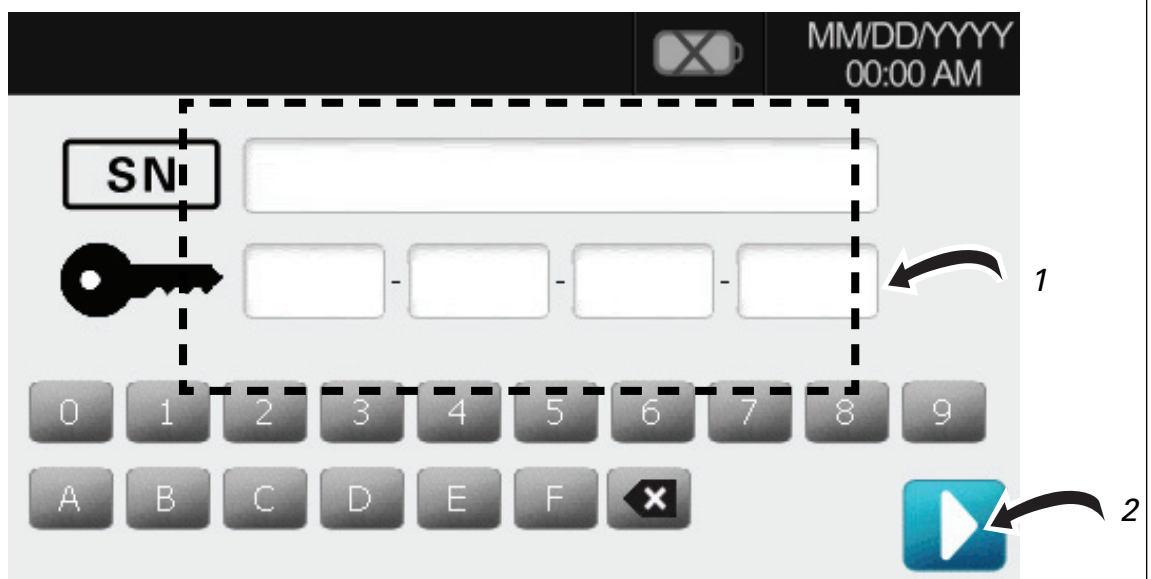 MM/DD/YYYY
00:00 AM
SN
- - -
1
0 1 2 3 4 5 6 7 8 9
A B C D E F
2